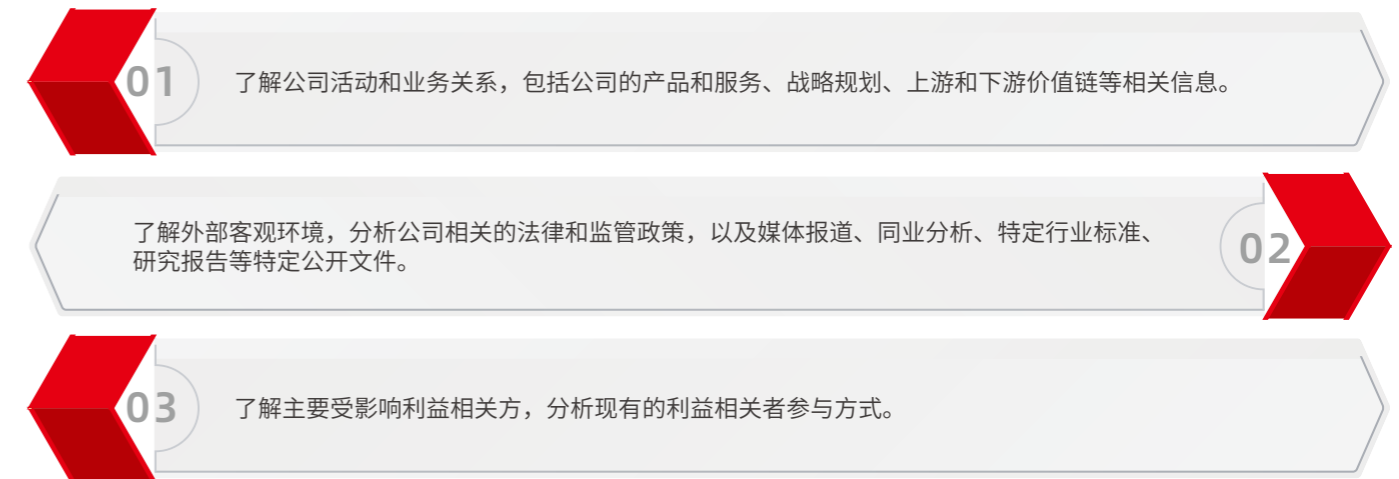 01
了解公司活动和业务关系，包括公司的产品和服务、战略规划、上游和下游价值链等相关信息。
了解外部客观环境，分析公司相关的法律和监管政策，以及媒体报道、同业分析、特定行业标准、
研究报告等特定公开文件。
02
03
了解主要受影响利益相关方，分析现有的利益相关者参与方式。